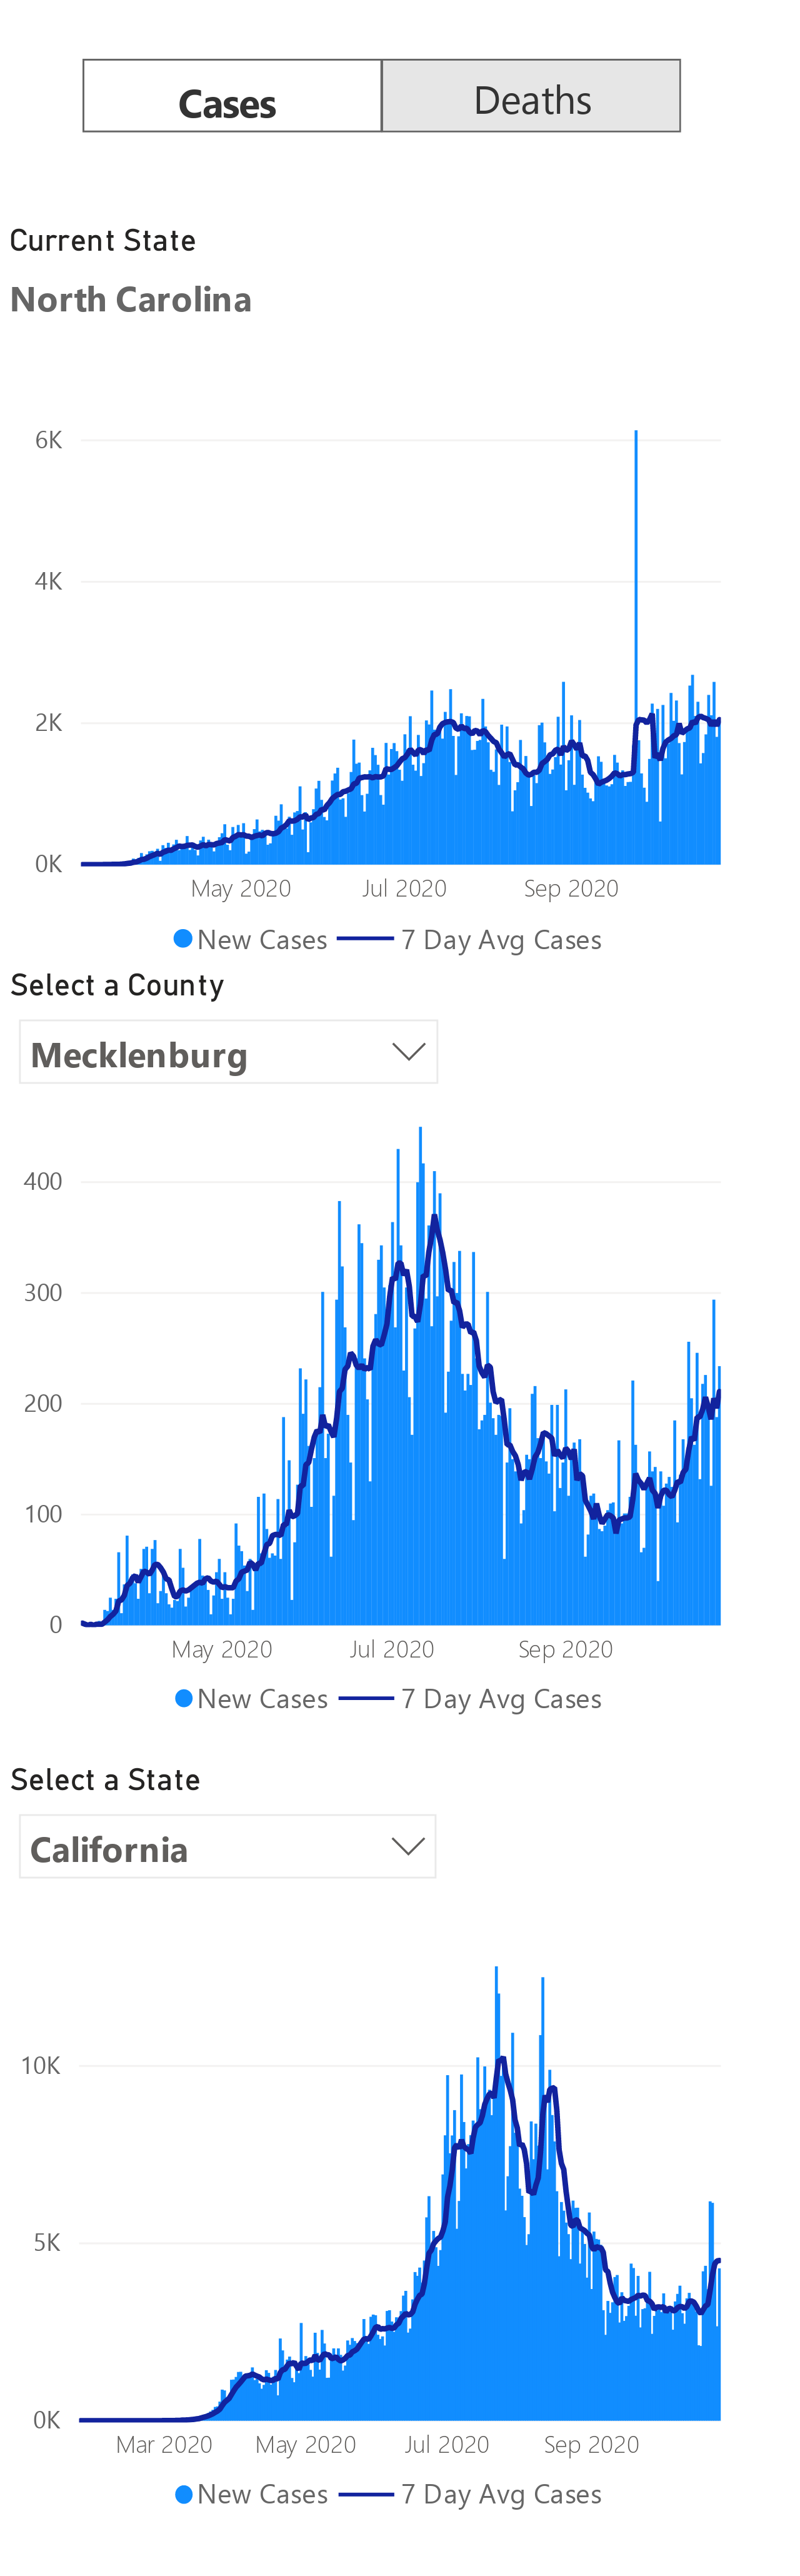 Cases Deaths
Current State
North Carolina
6K
4K
2K
0K
May 2020 Jul 2020 Sep 2020
New Cases 7 Day Avg Cases
Select a County
Mecklenburg
400
300
200
100
0
May 2020 Jul 2020 Sep 2020
New Cases 7 Day Avg Cases
Select a State
California
10K
5K
0K
Mar 2020 May 2020 Jul 2020 Sep 2020
New Cases 7 Day Avg Cases